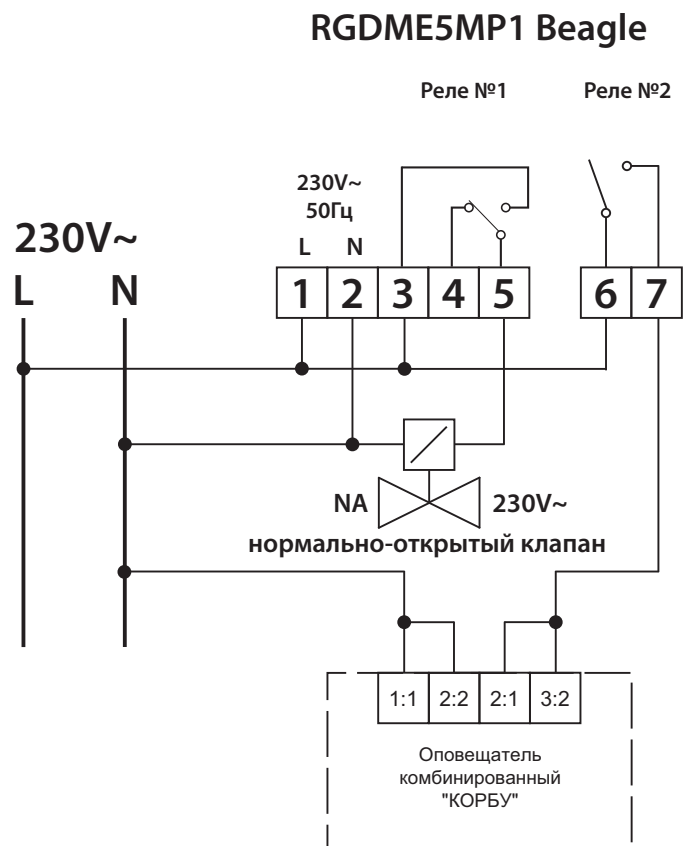 RGDME5MP1 Beagle
Реле №1
Реле №2
230V~
50Гц
L N
230V~
L N
1 2 3 4 5
6 7
NA
230V~
нормально-открытый клапан
1:1 2:2 2:1 3:2
Оповещатель
комбинированный
"КОРБУ"